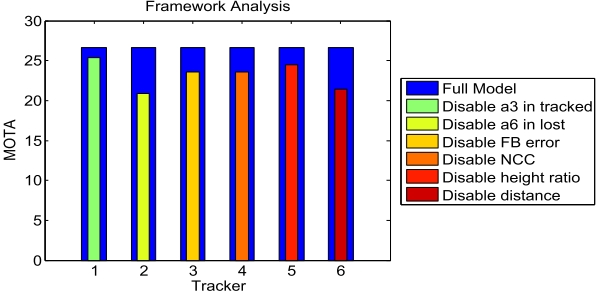 Framework Analysis
30
25
20
15
10
5
0
MOTA
1 2 3 4 5 6
Tracker
Full Model
Disable a3 in tracked
Disable a6 in lost
Disable FB error
Disable NCC
Disable height ratio
Disable distance